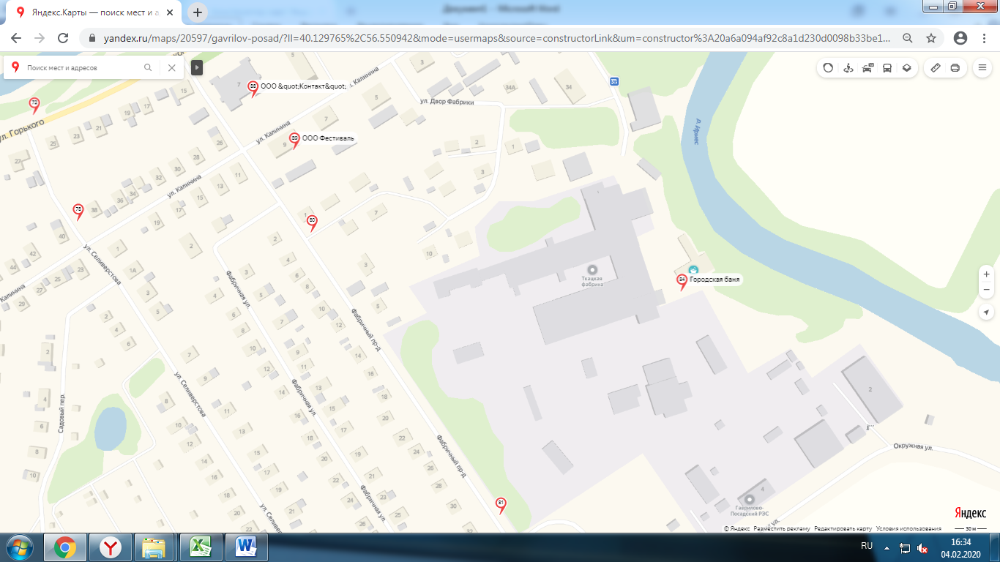 Документ1 - Microsoft Word
Яндекс.Карты — поиск мест и а
yandex.ru/maps/20597/gavrilov-posad/?ll=40.129765%2C56.550942&mode=usermaps&source=constructorLink&um=constructor%3A20a6a094af92c8a1d230d0098b33be1...
Поиск мест и адресов
72
ул. Горького
88 ООО &quot;Контакт&quot;
ул. Калинина
89 ООО Фестиваль
ул. Калинина
ул. Двор Фабрики
34А
34
р. Ирмес
78
80
ул. Калинина
Калинина
ул. Селиверстова
Фабричная ул.
Фабричный пр-д
Ткацкая
фабрика
84 Городская баня
Садовый пер.
ул. Селиверстова
Фабричная ул.
Фабричный пр-д
Фабричная ул.
ул. Селивер
81
Окружная ул.
Гаврилово-
Посадский РЭС
Яндекс
© Яндекс Разместить рекламу Редактировать карту Условия использования 30 м
RU
16:34
04.02.2020